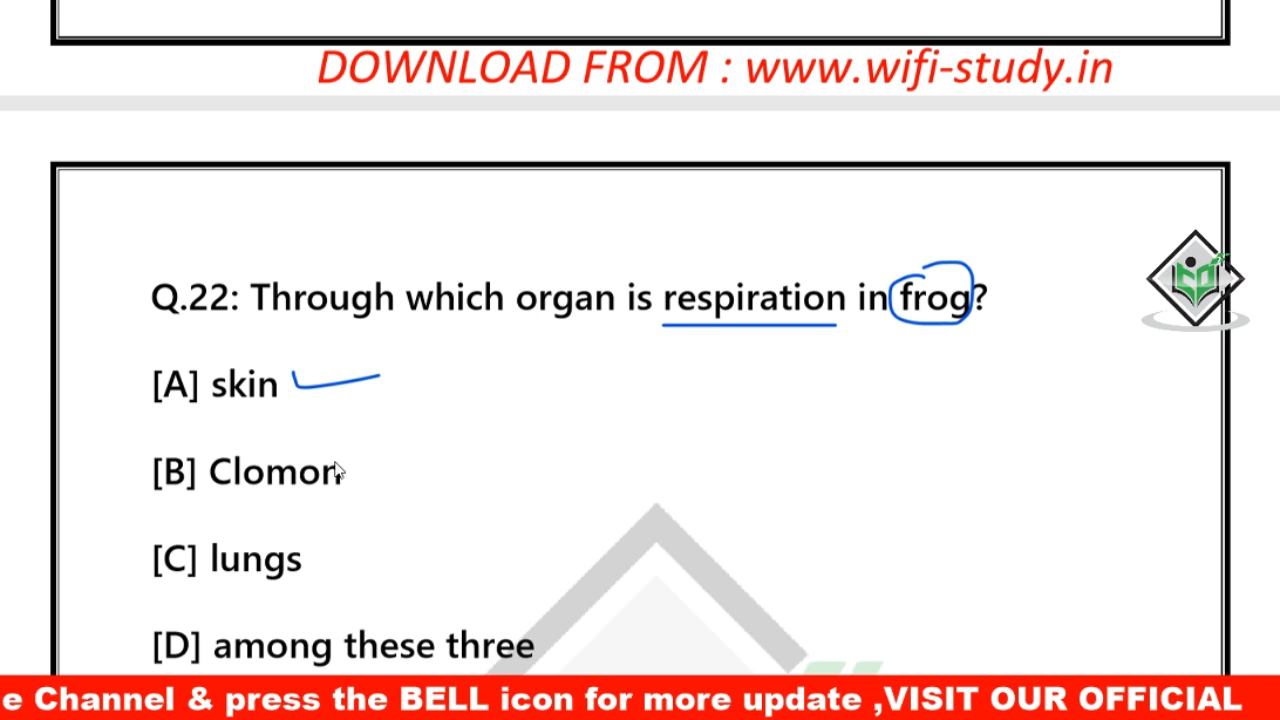 DOWNLOAD FROM : www.wifi-study.in
Q.22: Through which organ is respiration in frog?
[A] skin
[B] Clomon
[C] lungs
[D] among these three
e Channel & press the BELL icon for more update ,VISIT OUR OFFICIAL